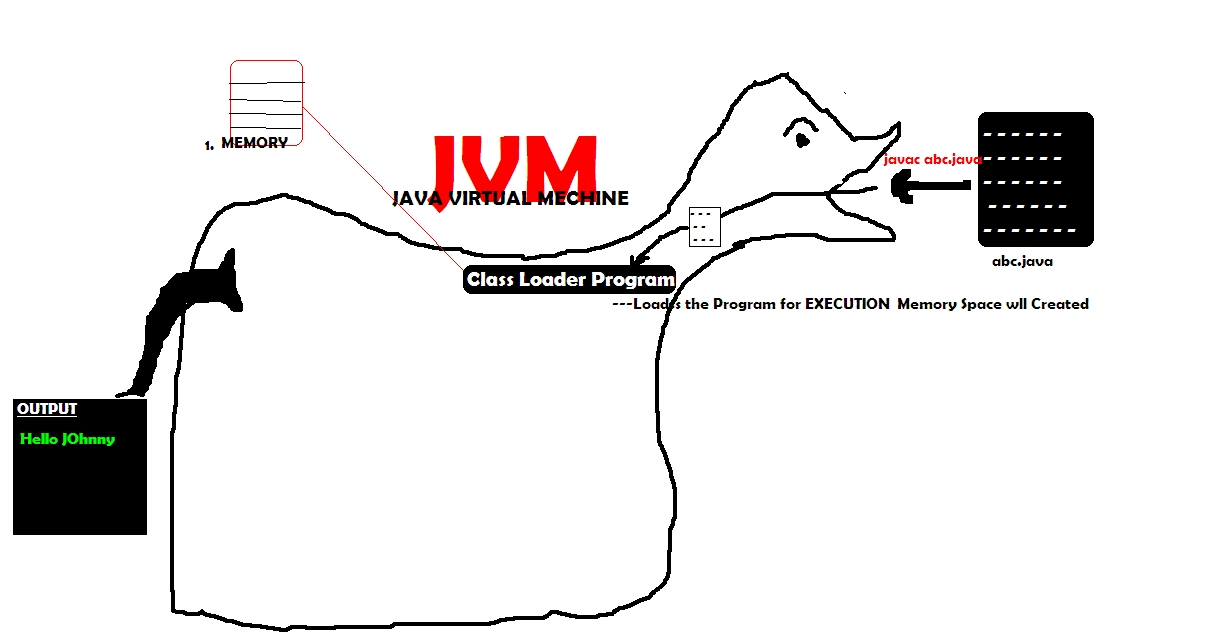 1. MEMORY
JVM
JAVA VIRTUAL MECHINE
javac abc.java
abc.java
Class Loader Program
---Loades the Program for EXECUTION Memory Space wll Created
OUTPUT
Hello JOhnny